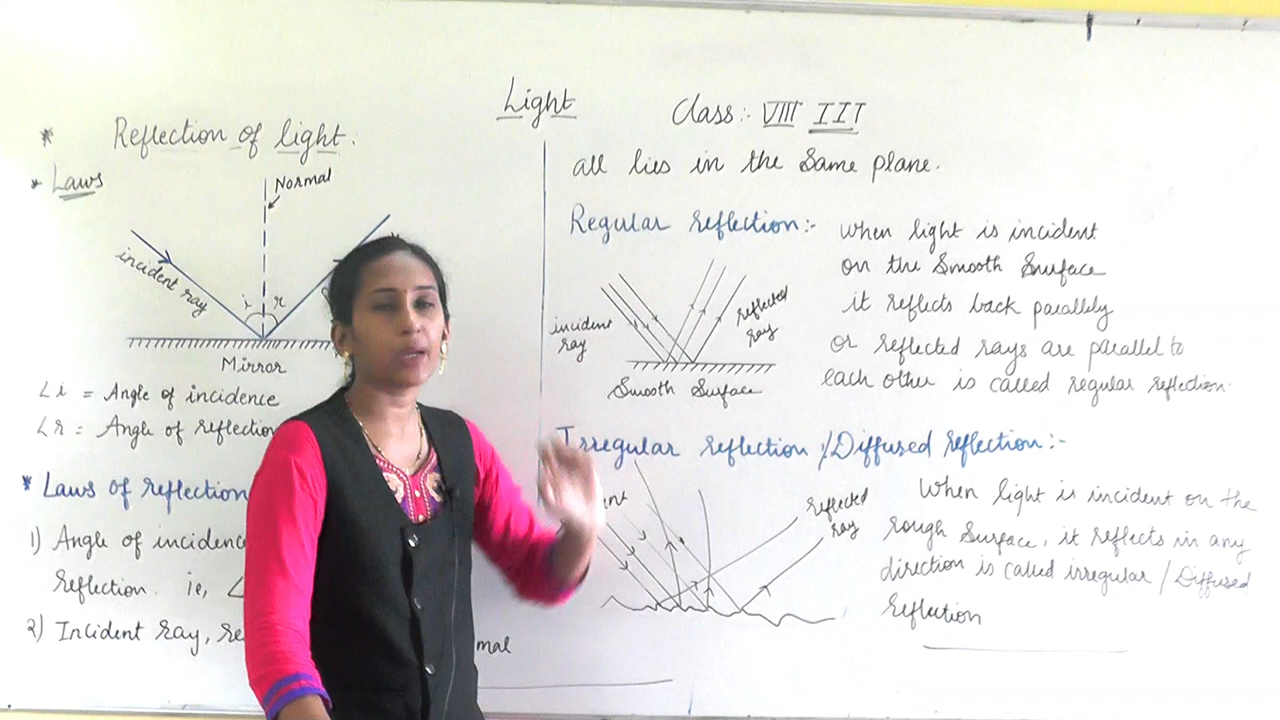 Light
Class:- VIII III
* Reflection of light:
* Laws
Normal
incident ray
i r
Mirror
∠i = Angle of incidence
∠r = Angle of reflection
* Laws of reflection
1) Angle of incidence
reflection. ie, ∠
2) Incident ray,
all lies in the same plane.
Regular reflection:- when light is incident
on the smooth surface
it reflects back parallely
or reflected rays are parallel to
each other is called regular reflection.
incident
ray
reflected
ray
Smooth Surface
Irregular reflection / Diffused reflection:-
reflected
ray
When light is incident on the
rough surface, it reflects in any
direction is called irregular / Diffused
reflection